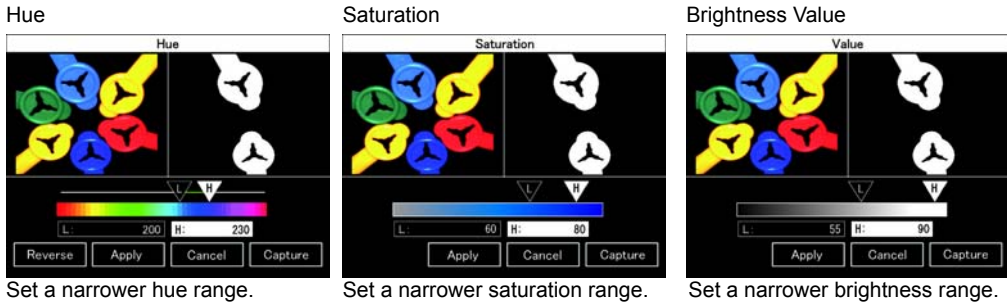 Hue
Saturation
Brightness Value
Hue
L: 200 H: 230
Reverse Apply Cancel Capture
Saturation
L: 60 H: 80
Apply Cancel Capture
Value
L: 55 H: 90
Apply Cancel Capture
L H
L H
L H
Set a narrower hue range.
Set a narrower saturation range.
Set a narrower brightness range.